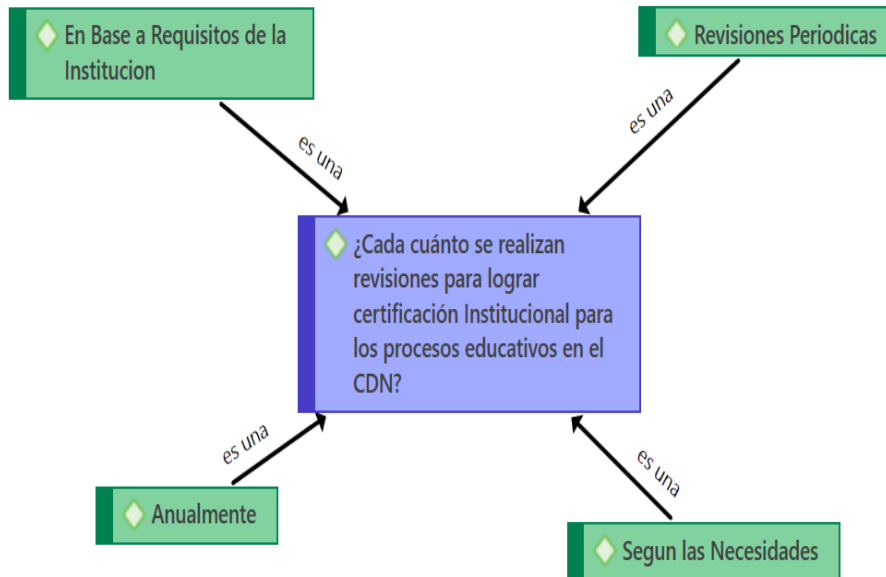 En Base a Requisitos de la
Institucion
Revisiones Periodicas
es una
es una
¿Cada cuánto se realizan
revisiones para lograr
certificación Institucional para
los procesos educativos en el
CDN?
es una
es una
Anualmente
Segun las Necesidades